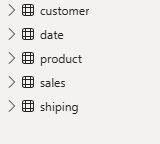 customer
date
product
sales
shiping